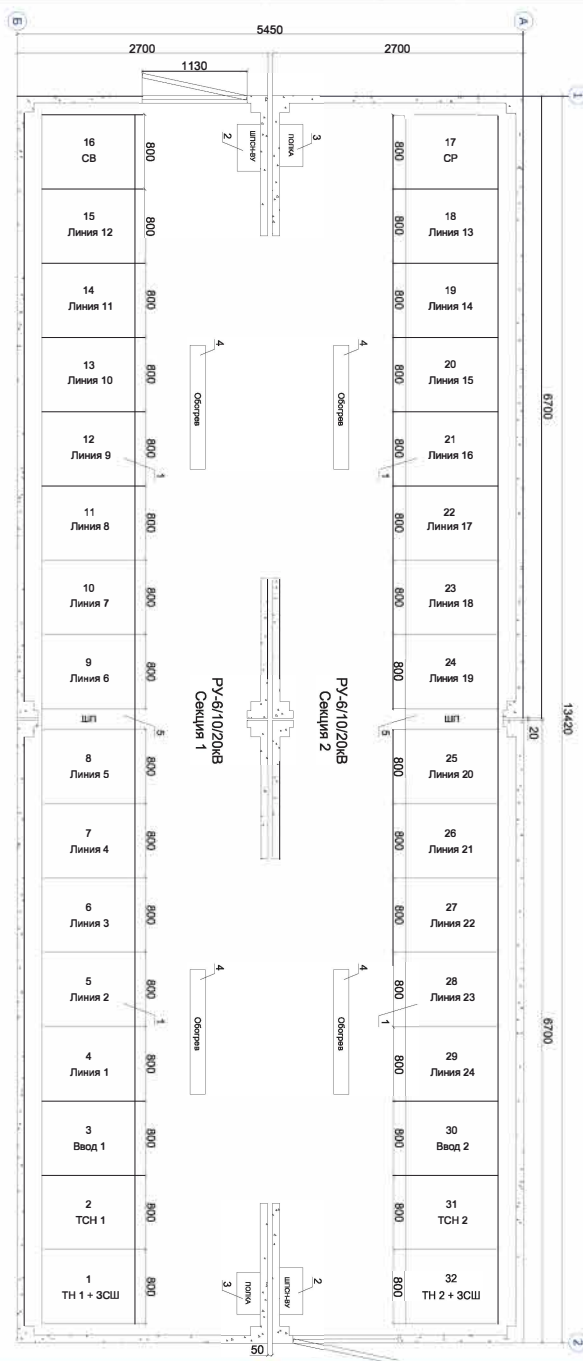 Б
А
5450
2700
2700
1130
1
16
СВ
800
2
ШПСН-ВУ
ПОЛКА
3
800
17
СР
15
Линия 12
800
800
18
Линия 13
14
Линия 11
800
800
19
Линия 14
13
Линия 10
800
4
Обогрев
4
Обогрев
800
20
Линия 15
6700
12
Линия 9
800
1
1
800
21
Линия 16
11
Линия 8
800
800
22
Линия 17
10
Линия 7
800
800
23
Линия 18
9
Линия 6
800
РУ-6/10/20кВ
Секция 1
РУ-6/10/20кВ
Секция 2
800
24
Линия 19
13420
ШП
5
5
ШП
20
8
Линия 5
800
800
25
Линия 20
7
Линия 4
800
800
26
Линия 21
6
Линия 3
800
800
27
Линия 22
5
Линия 2
800
1
4
Обогрев
4
Обогрев
1
800
28
Линия 23
6700
4
Линия 1
800
800
29
Линия 24
3
Ввод 1
800
800
30
Ввод 2
2
ТСН 1
800
800
31
ТСН 2
1
ТН 1 + ЗСШ
800
3
ПОЛКА
ШПСН-ВУ
2
800
32
ТН 2 + ЗСШ
50
2